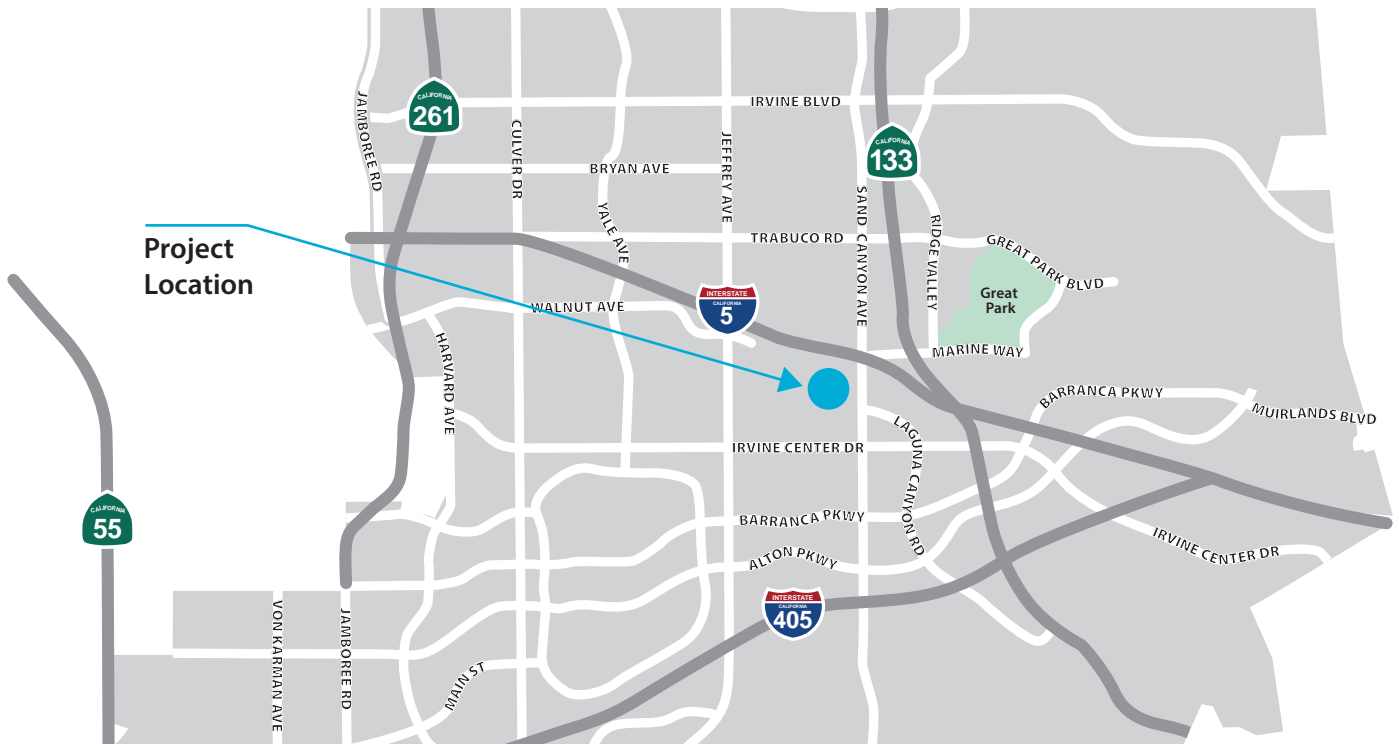 JAMBOREE RD
CALIFORNIA
261
CULVER DR
IRVINE BLVD
BRYAN AVE
JEFFREY AVE
CALIFORNIA
133
YALE AVE
TRABUCO RD
SAND CANYON AVE
RIDGE VALLEY
GREAT PARK BLVD
Project
Location
Great
Park
INTERSTATE
CALIFORNIA
5
WALNUT AVE
HARVARD AVE
MARINE WAY
BARRANCA PKWY
MUIRLANDS BLVD
LAGUNA CANYON RD
IRVINE CENTER DR
CALIFORNIA
55
BARRANCA PKWY
ALTON PKWY
IRVINE CENTER DR
INTERSTATE
CALIFORNIA
405
VON KARMAN AVE
JAMBOREE RD
MAIN ST